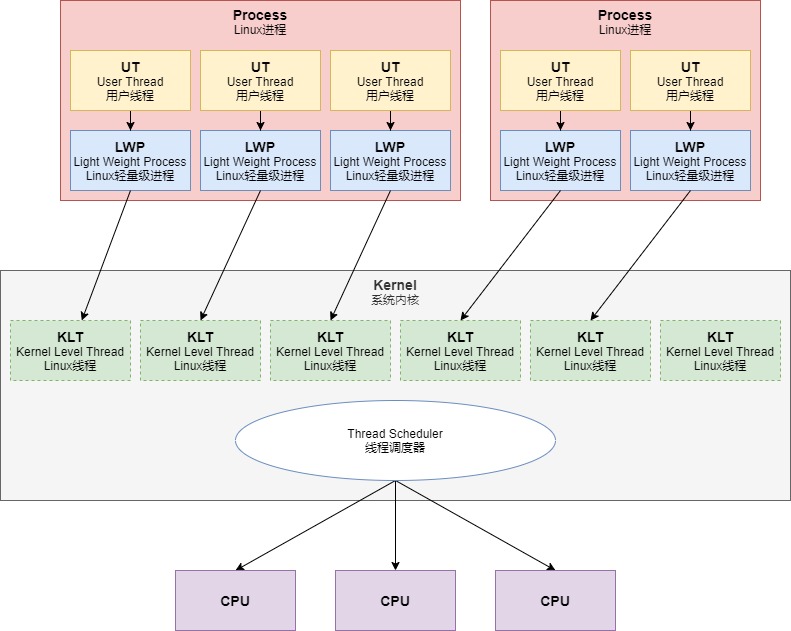 Process
Linux进程
Process
Linux进程
UT
User Thread
用户线程
UT
User Thread
用户线程
UT
User Thread
用户线程
UT
User Thread
用户线程
UT
User Thread
用户线程
LWP
Light Weight Process
Linux轻量级进程
LWP
Light Weight Process
Linux轻量级进程
LWP
Light Weight Process
Linux轻量级进程
LWP
Light Weight Process
Linux轻量级进程
LWP
Light Weight Process
Linux轻量级进程
Kernel
系统内核
KLT
Kernel Level Thread
Linux线程
KLT
Kernel Level Thread
Linux线程
KLT
Kernel Level Thread
Linux线程
KLT
Kernel Level Thread
Linux线程
KLT
Kernel Level Thread
Linux线程
KLT
Kernel Level Thread
Linux线程
Thread Scheduler
线程调度器
CPU
CPU
CPU